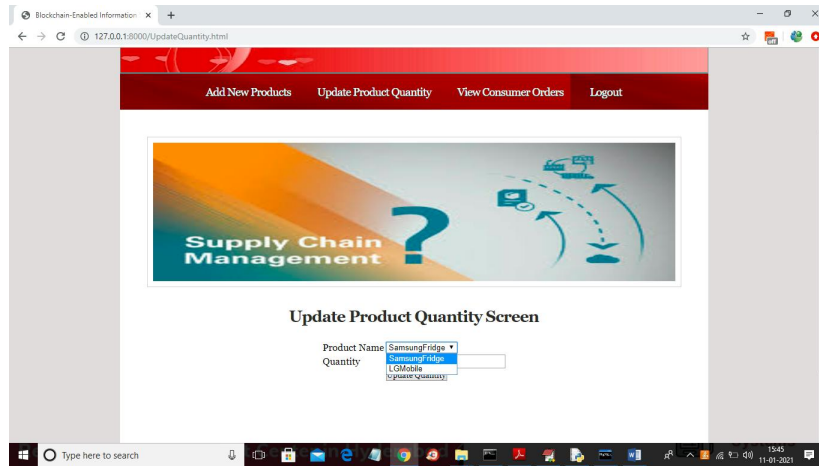 Blockchain-Enabled Information
127.0.0.1:8000/UpdateQuantity.html
Add New Products Update Product Quantity View Consumer Orders Logout
Supply Chain
Management
?
Update Product Quantity Screen
Product Name SamsungFridge
Quantity SamsungFridge
LGMobile
Update Quantity
Type here to search
15:45
11-01-2021